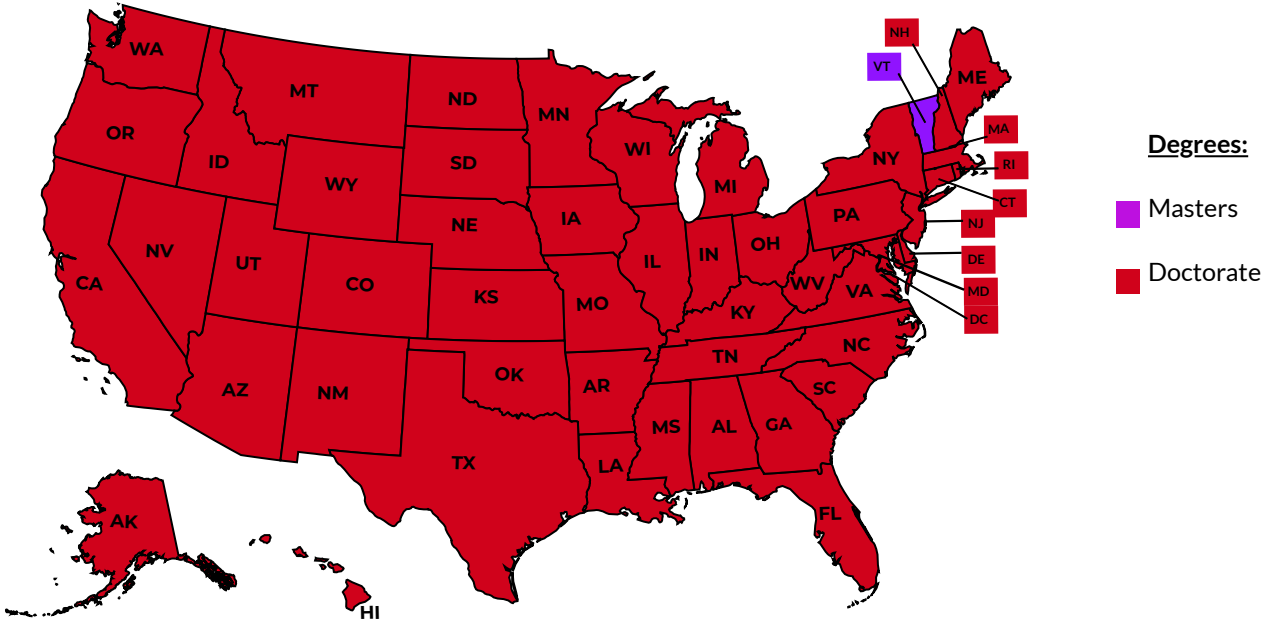 NH
VT
WA
ME
MT
ND
MN
OR
MA
WI
ID
SD
NY
RI
WY
MI
CT
IA
PA
NE
NJ
NV
OH
UT
IL
IN
DE
CO
WV
CA
VA
MD
KS
MO
KY
DC
NC
TN
OK
AZ
NM
AR
SC
MS
AL
GA
TX
LA
FL
AK
HI
Degrees:
Masters
Doctorate